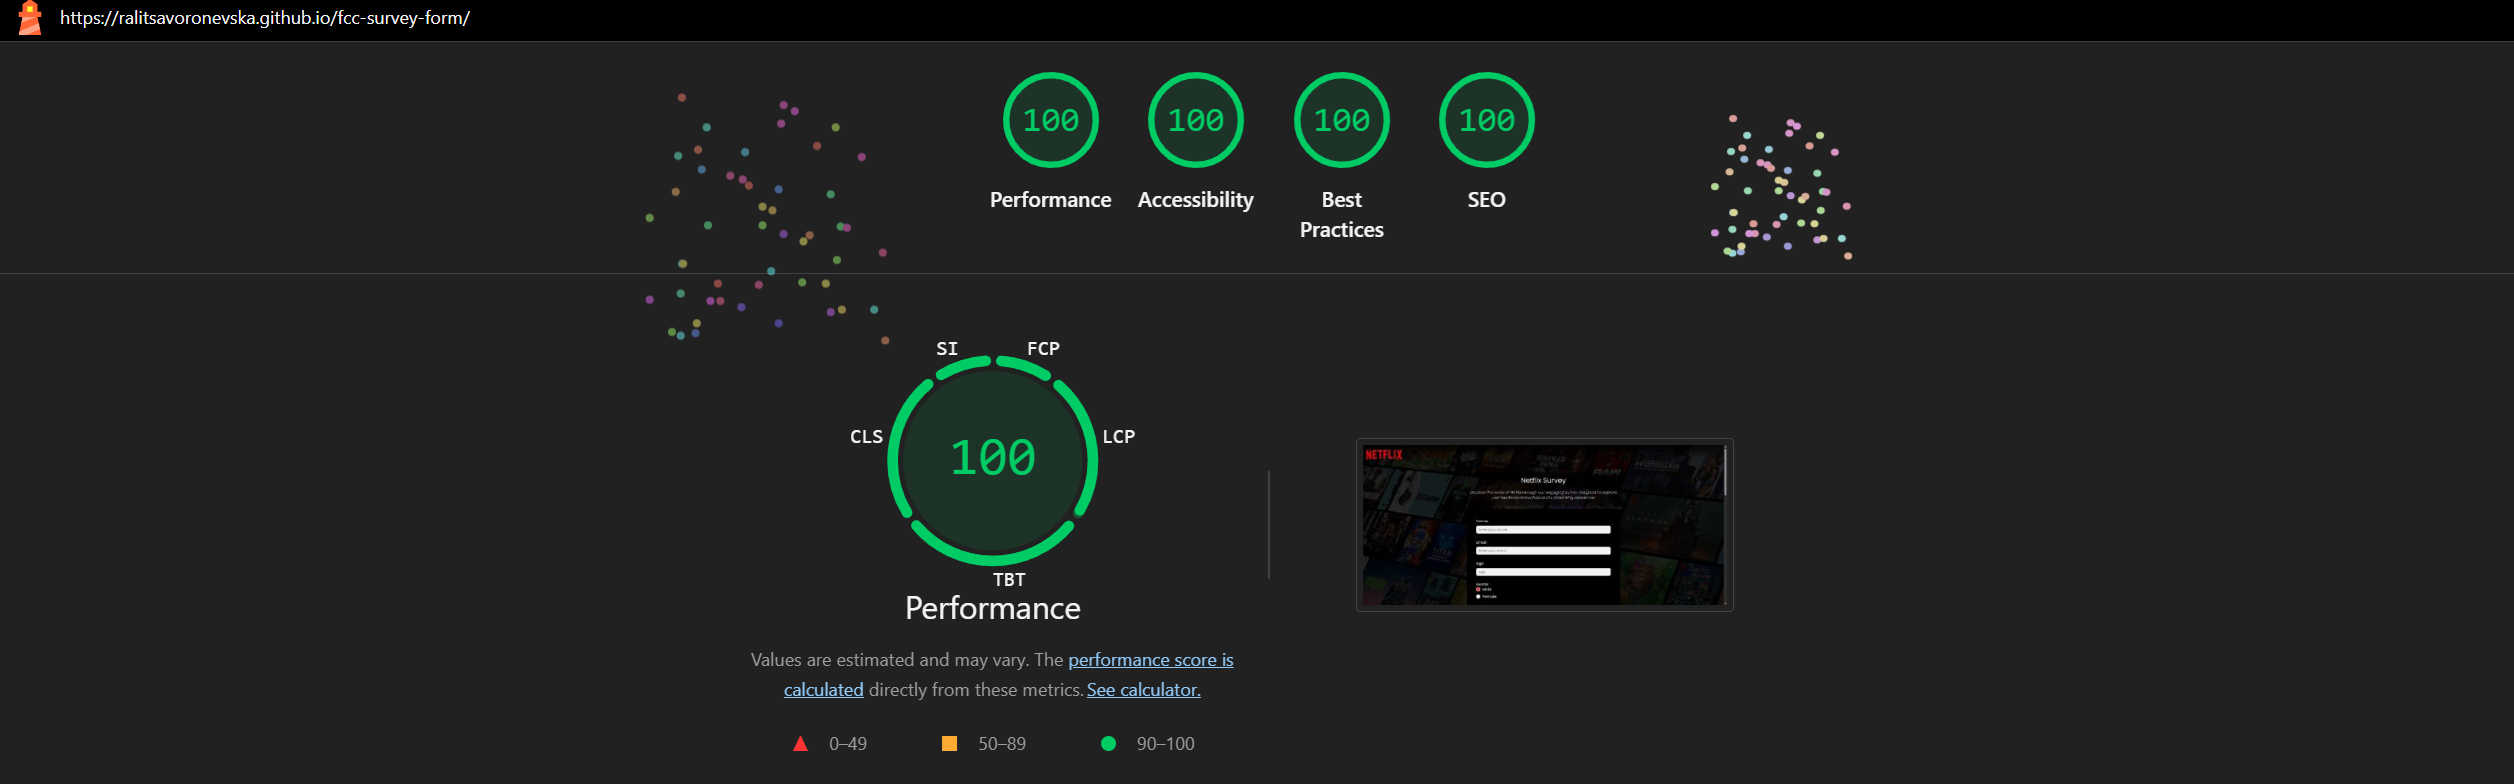 https://ralitsavoronevska.github.io/fcc-survey-form/
100
100
100
100
Performance
Accessibility
Best
Practices
SEO
SI
FCP
CLS
LCP
100
TBT
Performance
Values are estimated and may vary. The performance score is
calculated directly from these metrics. See calculator.
0–49
50–89
90–100
NETFLIX
Netflix Survey